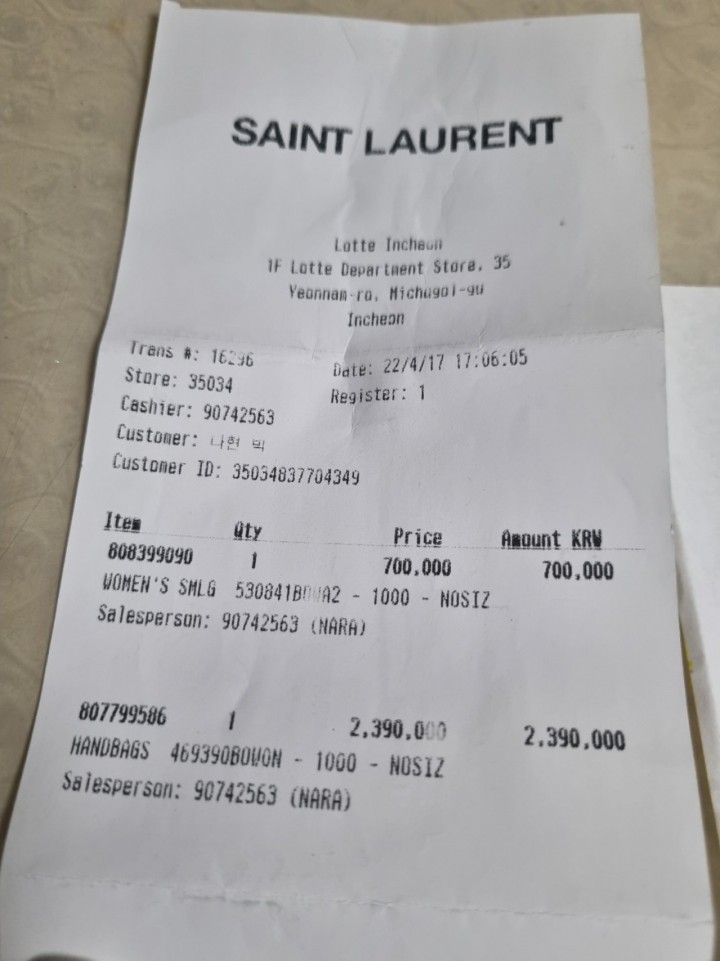 SAINT LAURENT
Lotte Incheon
1F Lotte Department Store, 35
Yeonnam-ro, Michugol-gu
Incheon
Trans #: 16296
Date: 22/4/17 17:06:05
Store: 35034
Register: 1
Cashier: 90742563
Customer: 나현
Customer ID: 35034837704349
Item Qty Price Amount KRW
808399090 1 700,000 700,000
WOMEN'S SMLG - 1000 - NOSIZ
Salesperson: 90742563 (NARA)
807799586 1 2,390,000 2,390,000
HANDBAGS 469390BOW0N - 1000 - NOSIZ
Salesperson: 90742563 (NARA)